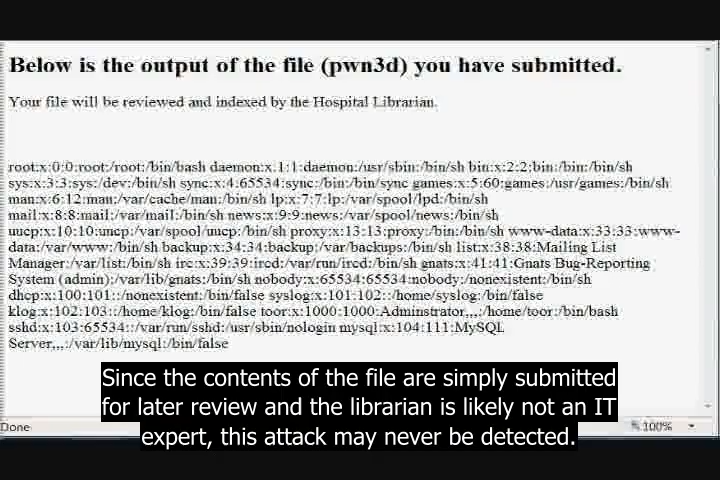 Below is the output of the file (pwn3d) you have submitted.
Your file will be reviewed and indexed by the Hospital Librarian.
root:x:0:0:root:/root:/bin/bash daemon:x:1:1:daemon:/usr/sbin:/bin/sh bin:x:2:2:bin:/bin:/bin/sh
sys:x:3:3:sys:/dev:/bin/sh sync:x:4:65534:sync:/bin:/bin/sync games:x:5:60:games:/usr/games:/bin/sh
man:x:6:12:man:/var/cache/man:/bin/sh lp:x:7:7:lp:/var/spool/lpd:/bin/sh
mail:x:8:8:mail:/var/mail:/bin/sh news:x:9:9:news:/var/spool/news:/bin/sh
uucp:x:10:10:uucp:/var/spool/uucp:/bin/sh proxy:x:13:13:proxy:/bin:/bin/sh www-data:x:33:33:www-
data:/var/www:/bin/sh backup:x:34:34:backup:/var/backups:/bin/sh list:x:38:38:Mailing List
Manager:/var/list:/bin/sh irc:x:39:39:ircd:/var/run/ircd:/bin/sh gnats:x:41:41:Gnats Bug-Reporting
System (admin):/var/lib/gnats:/bin/sh nobody:x:65534:65534:nobody:/nonexistent:/bin/sh
dhcp:x:100:101::/nonexistent:/bin/false syslog:x:101:102::/home/syslog:/bin/false
klog:x:102:103::/home/klog:/bin/false toor:x:1000:1000:Adminstrator,,,:/home/toor:/bin/bash
sshd:x:103:65534::/var/run/sshd:/usr/sbin/nologin mysql:x:104:111:MySQL
Server,,,:/var/lib/mysql:/bin/false
Since the contents of the file are simply submitted
for later review and the librarian is likely not an IT
expert, this attack may never be detected.
Done
100%